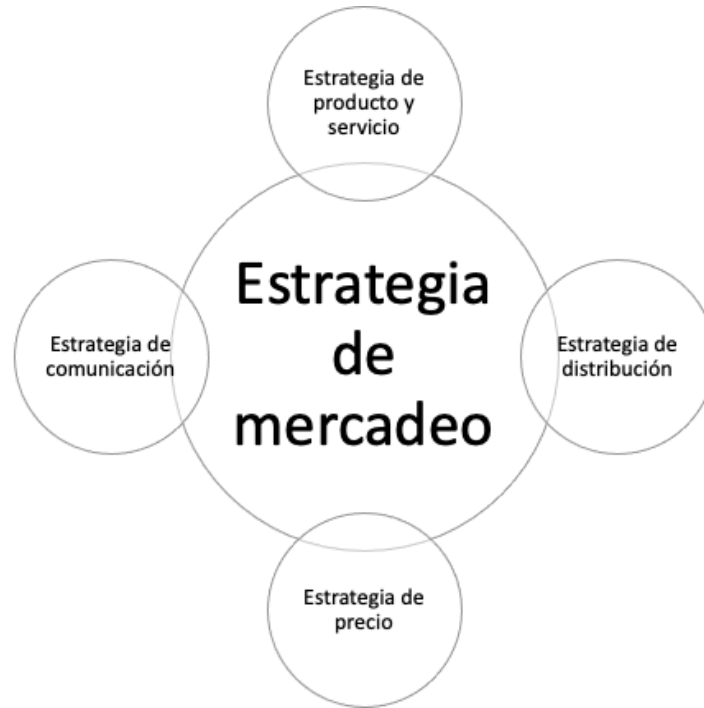 Estrategia de
producto y
servicio
Estrategia
de
mercadeo
Estrategia de
comunicación
Estrategia de
distribución
Estrategia de
precio